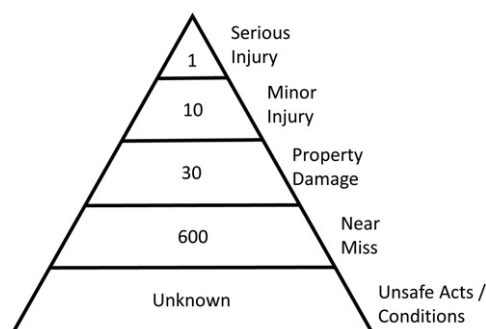 Serious
Injury
1
Minor
Injury
10
Property
Damage
30
Near
Miss
600
Unsafe Acts /
Conditions
Unknown